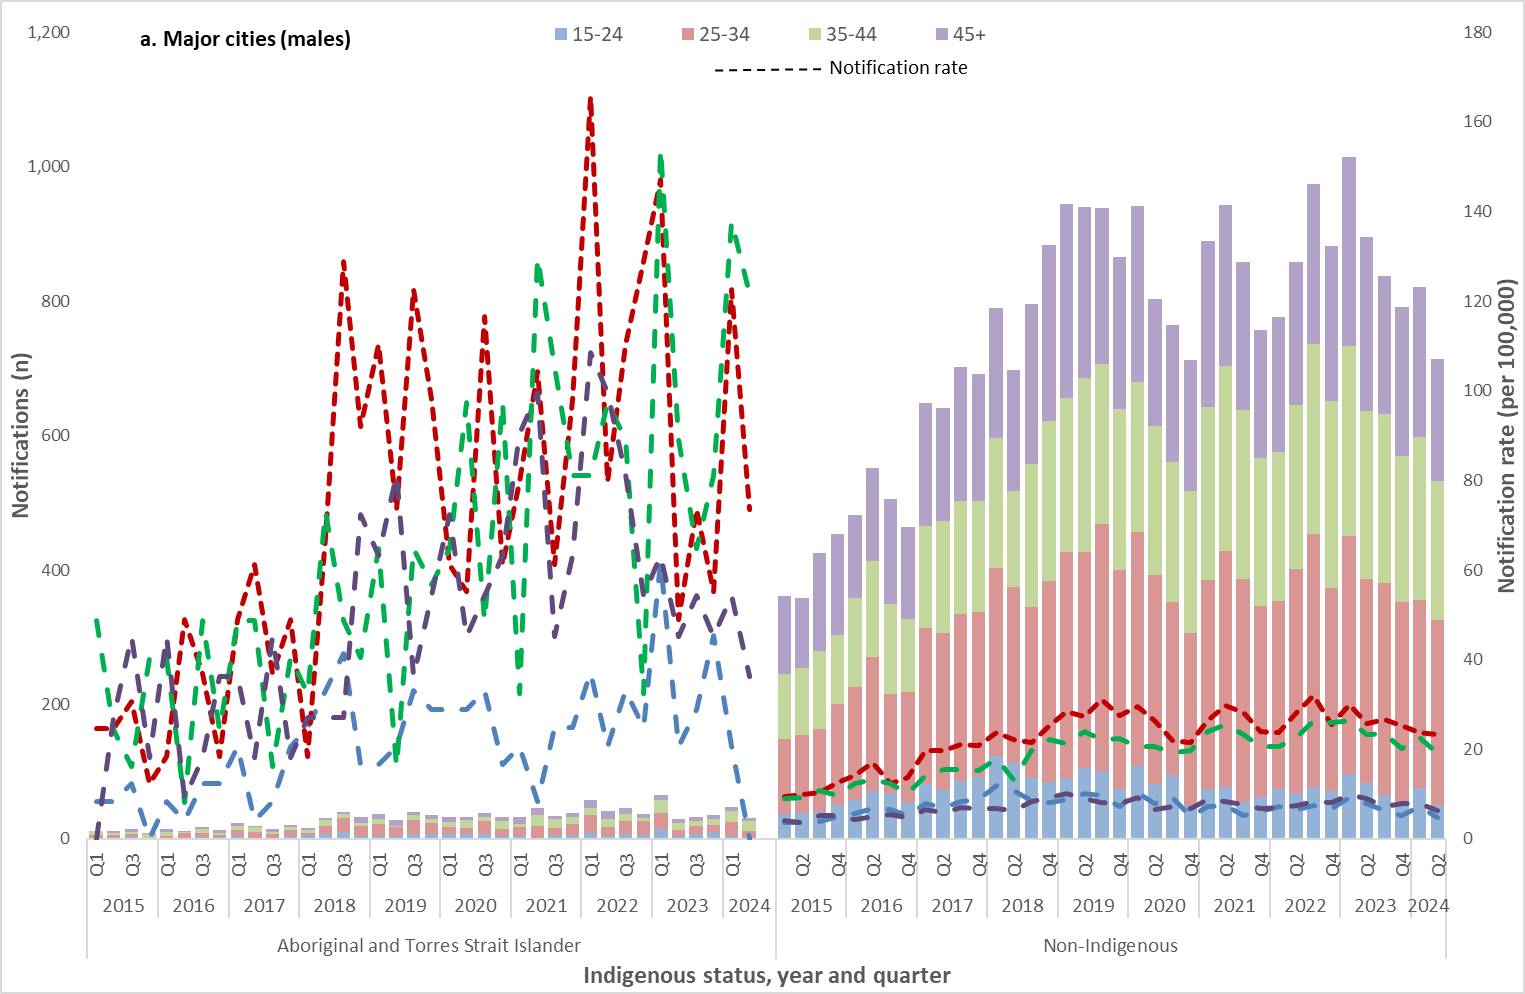 a. Major cities (males)
15-24 25-34 35-44 45+
Notification rate
1,200
1,000
800
600
400
200
0
Notifications (n)
180
160
140
120
100
80
60
40
20
0
Notification rate (per 100,000)
Q1 Q3 Q1 Q3 Q1 Q3 Q1 Q3 Q1 Q3 Q1 Q3 Q1 Q3 Q1 Q3 Q1 Q3 Q1 Q2 Q4 Q2 Q4 Q2 Q4 Q2 Q4 Q2 Q4 Q2 Q4 Q2 Q4 Q2 Q4 Q2 Q4 Q2
2015 2016 2017 2018 2019 2020 2021 2022 2023 2024 2015 2016 2017 2018 2019 2020 2021 2022 2023 2024
Aboriginal and Torres Strait Islander Non-Indigenous
Indigenous status, year and quarter